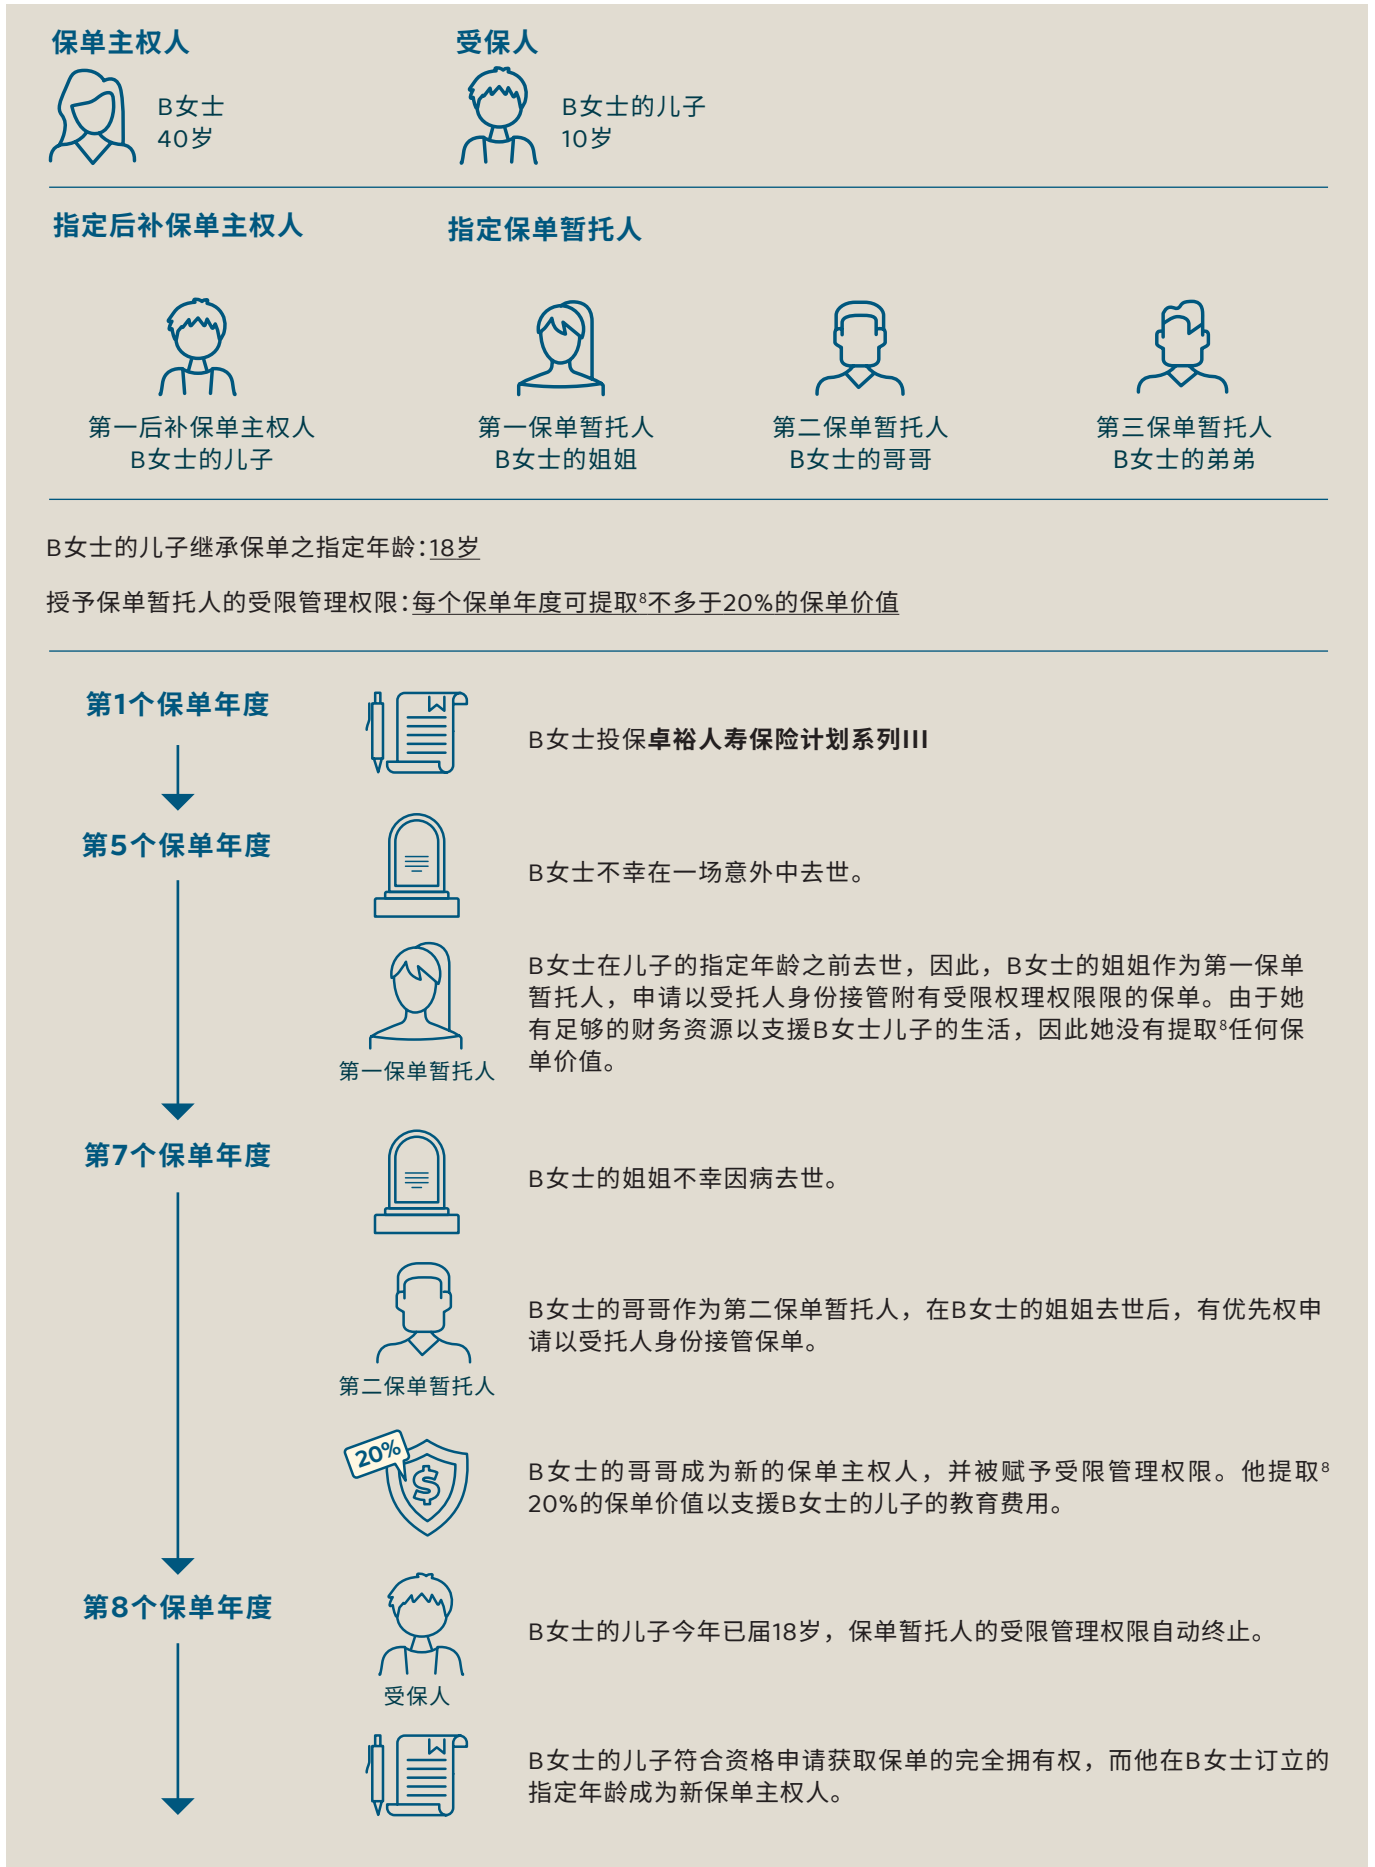 保单主权人
受保人
B女士
40岁
B女士的儿子
10岁
指定后补保单主权人
指定保单暂托人
第一后补保单主权人
B女士的儿子
第一保单暂托人
B女士的姐姐
第二保单暂托人
B女士的哥哥
第三保单暂托人
B女士的弟弟
B女士的儿子继承保单之指定年龄：18岁
授予保单暂托人的受限管理权限：每个保单年度可提取⁸不多于20%的保单价值
第1个保单年度
B女士投保卓裕人寿保险计划系列III
第5个保单年度
B女士不幸在一场意外中去世。
B女士在儿子的指定年龄之前去世，因此，B女士的姐姐作为第一保单
暂托人，申请以受托人身份接管附有受限权理权限限的保单。由于她
有足够的财务资源以支援B女士儿子的生活，因此她没有提取⁸任何保
单价值。
第一保单暂托人
第7个保单年度
B女士的姐姐不幸因病去世。
B女士的哥哥作为第二保单暂托人，在B女士的姐姐去世后，有优先权申
请以受托人身份接管保单。
第二保单暂托人
20%
B女士的哥哥成为新的保单主权人，并被赋予受限管理权限。他提取⁸
20%的保单价值以支援B女士的儿子的教育费用。
第8个保单年度
B女士的儿子今年已届18岁，保单暂托人的受限管理权限自动终止。
受保人
B女士的儿子符合资格申请获取保单的完全拥有权，而他在B女士订立的
指定年龄成为新保单主权人。